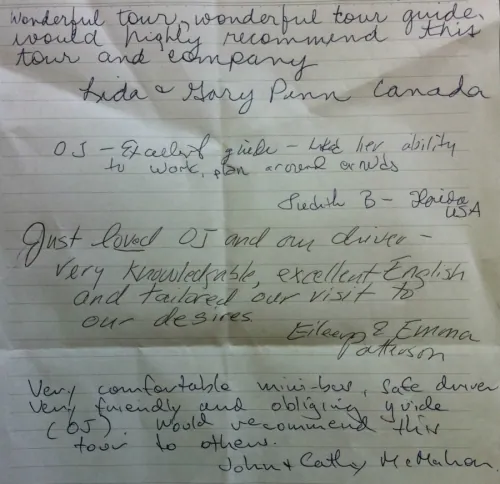 Wonderful tour, wonderful tour guide,
would highly recommend this
tour and company
Lida & Gary Penn Canada
OJ - Excellent guide - Liked her ability
to work, plan around crowds
Judith B - Florida
USA
Just loved OJ and our driver -
very knowledgable, excellent English
and tailored our visit to
our desires.
Eileen & Emma
Patterson
Very comfortable mini-bus, safe driver
very friendly and obliging guide
(OJ). Would recommend this
tour to others.
John & Cathy McMahon.